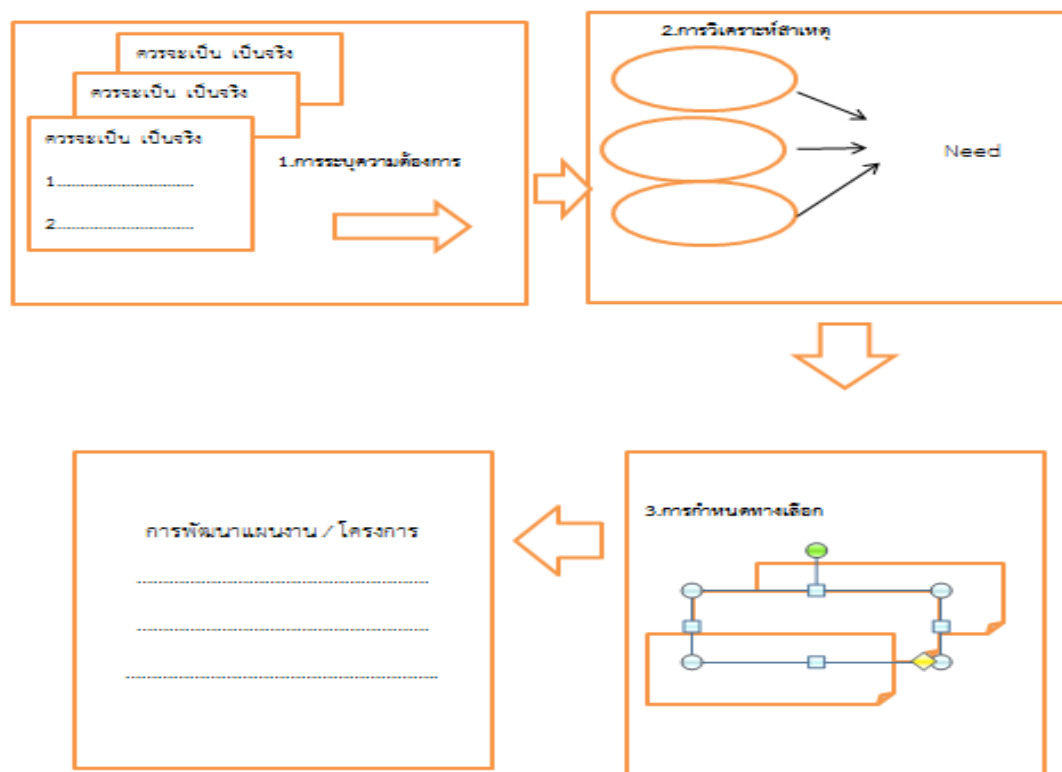 ควรจะเป็น เป็นจริง
ควรจะเป็น เป็นจริง
ควรจะเป็น เป็นจริง
1..................................
2..................................
1.การระบุความต้องการ
2.การวิเคราะห์สาเหตุ
Need
3.การกำหนดทางเลือก
การพัฒนาแผนงาน / โครงการ